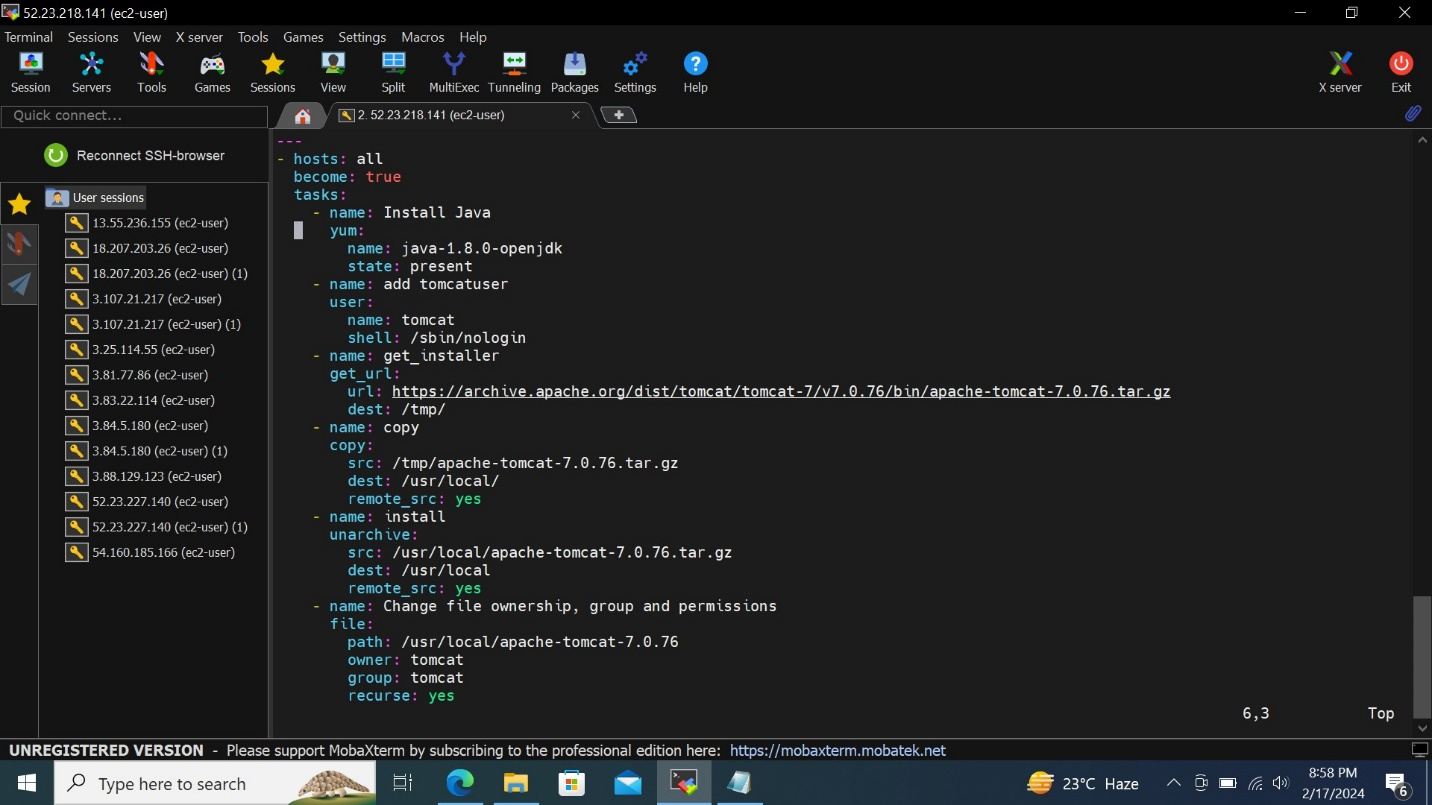 52.23.218.141 (ec2-user)
Terminal Sessions View X server Tools Games Settings Macros Help
Session Servers Tools Games Sessions View Split MultiExec Tunneling Packages Settings Help X server Exit
Quick connect...
2. 52.23.218.141 (ec2-user)
Reconnect SSH-browser
User sessions
13.55.236.155 (ec2-user)
18.207.203.26 (ec2-user)
18.207.203.26 (ec2-user) (1)
3.107.21.217 (ec2-user)
3.107.21.217 (ec2-user) (1)
3.25.114.55 (ec2-user)
3.81.77.86 (ec2-user)
3.83.22.114 (ec2-user)
3.84.5.180 (ec2-user)
3.84.5.180 (ec2-user) (1)
3.88.129.123 (ec2-user)
52.23.227.140 (ec2-user)
52.23.227.140 (ec2-user) (1)
54.160.185.166 (ec2-user)
---
- hosts: all
  become: true
  tasks:
    - name: Install Java
      yum:
        name: java-1.8.0-openjdk
        state: present
    - name: add tomcatuser
      user:
        name: tomcat
        shell: /sbin/nologin
    - name: get_installer
      get_url:
        url: https://archive.apache.org/dist/tomcat/tomcat-7/v7.0.76/bin/apache-tomcat-7.0.76.tar.gz
        dest: /tmp/
    - name: copy
      copy:
        src: /tmp/apache-tomcat-7.0.76.tar.gz
        dest: /usr/local/
        remote_src: yes
    - name: install
      unarchive:
        src: /usr/local/apache-tomcat-7.0.76.tar.gz
        dest: /usr/local
        remote_src: yes
    - name: Change file ownership, group and permissions
      file:
        path: /usr/local/apache-tomcat-7.0.76
        owner: tomcat
        group: tomcat
        recurse: yes
6,3 Top
UNREGISTERED VERSION - Please support MobaXterm by subscribing to the professional edition here: https://mobaxterm.mobatek.net
Type here to search
23°C Haze
8:58 PM
2/17/2024
6